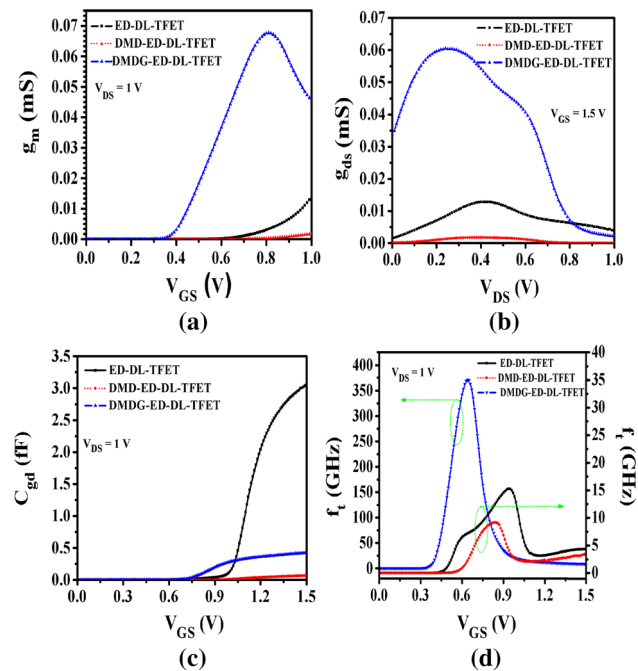 ED-DL-TFET
DMD-ED-DL-TFET
DMDG-ED-DL-TFET
V_DS = 1 V
g_m (mS)
0.07
0.06
0.05
0.04
0.03
0.02
0.01
0.00
0.0 0.2 0.4 0.6 0.8 1.0
V_GS (V)
(a)
ED-DL-TFET
DMD-ED-DL-TFET
DMDG-ED-DL-TFET
V_GS = 1.5 V
g_ds (mS)
0.07
0.06
0.05
0.04
0.03
0.02
0.01
0.00
0.0 0.2 0.4 0.6 0.8 1.0
V_DS (V)
(b)
ED-DL-TFET
DMD-ED-DL-TFET
DMDG-ED-DL-TFET
V_DS = 1 V
C_gd (fF)
3.5
3.0
2.5
2.0
1.5
1.0
0.5
0.0
0.0 0.3 0.6 0.9 1.2 1.5
V_GS (V)
(c)
V_DS = 1 V
ED-DL-TFET
DMD-ED-DL-TFET
DMDG-ED-DL-TFET
f_t (GHz)
400
350
300
250
200
150
100
50
0
40
35
30
25
20
15
10
5
0
f_t (GHz)
0.0 0.3 0.6 0.9 1.2 1.5
V_GS (V)
(d)